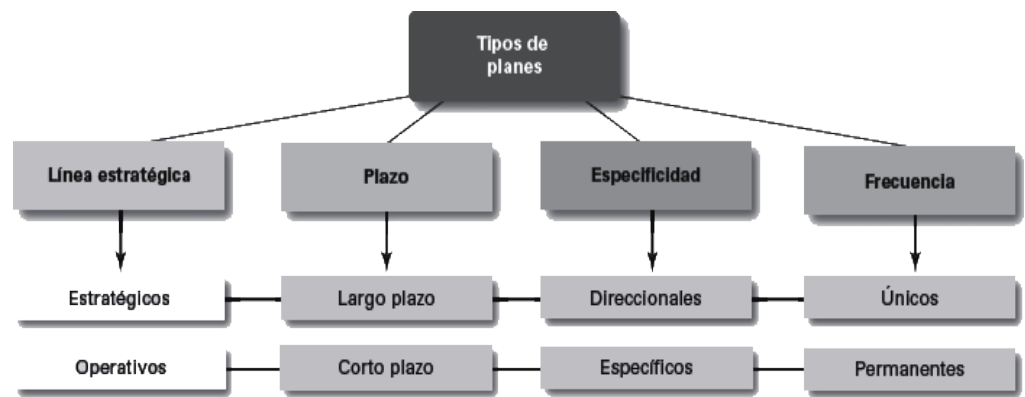 Tipos de
planes
Línea estratégica
Plazo
Especificidad
Frecuencia
Estratégicos
Largo plazo
Direccionales
Únicos
Operativos
Corto plazo
Específicos
Permanentes